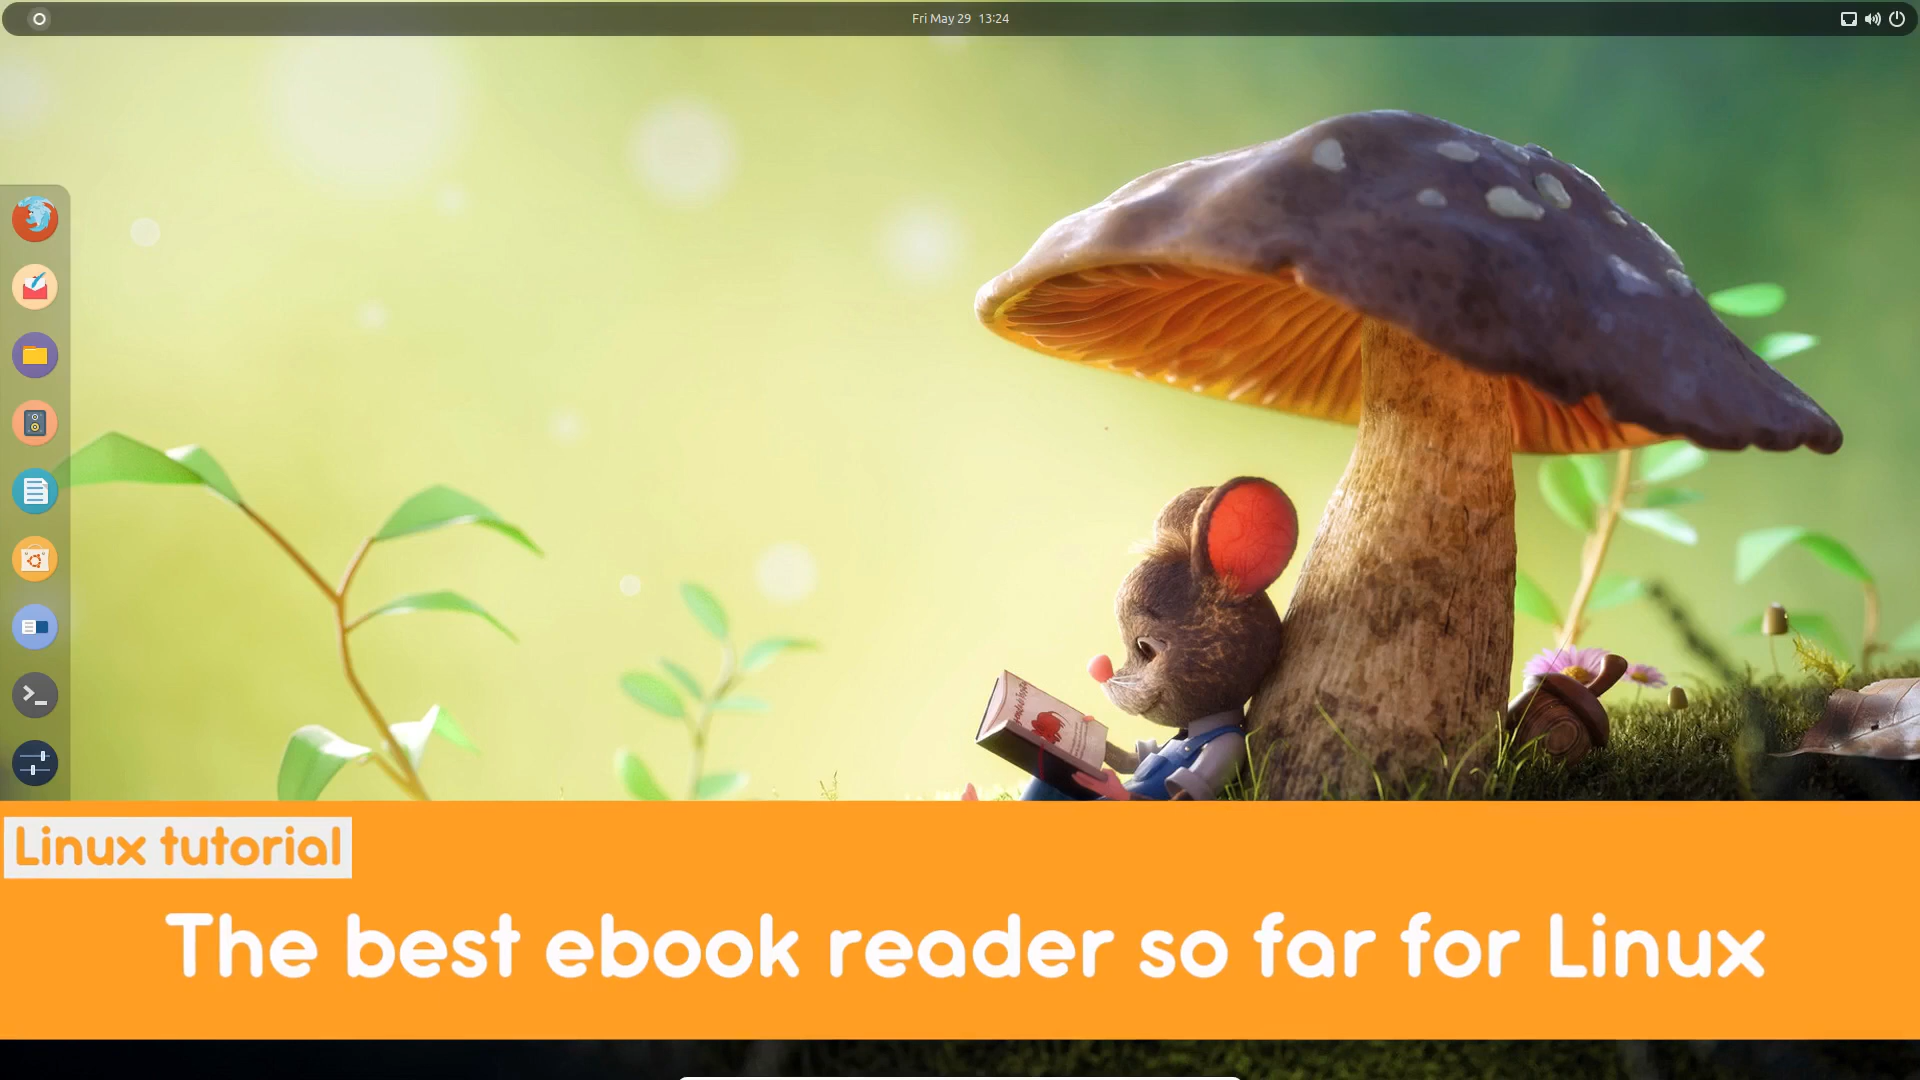 Fri May 29 13:24
Linux tutorial
The best ebook reader so far for Linux